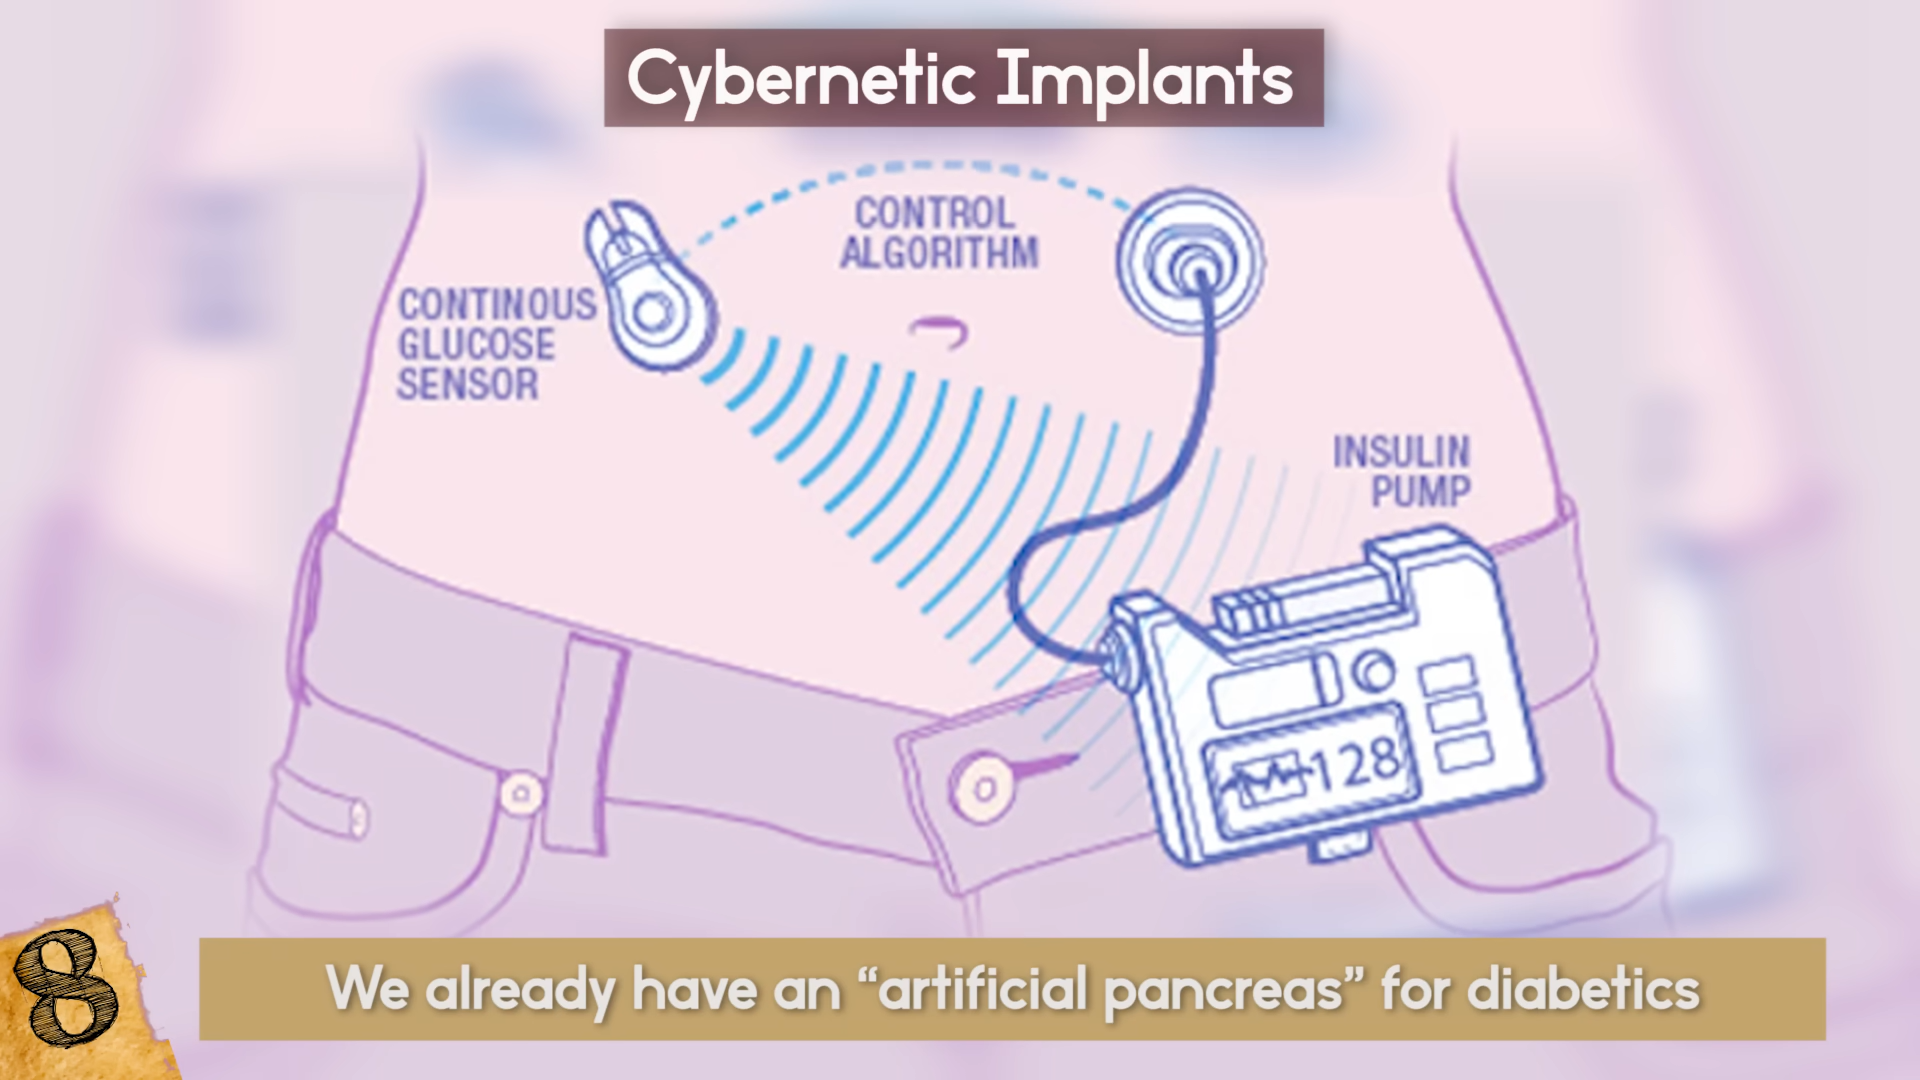 Cybernetic Implants
CONTROL
ALGORITHM
CONTINOUS
GLUCOSE
SENSOR
INSULIN
PUMP
128
8
We already have an “artificial pancreas” for diabetics